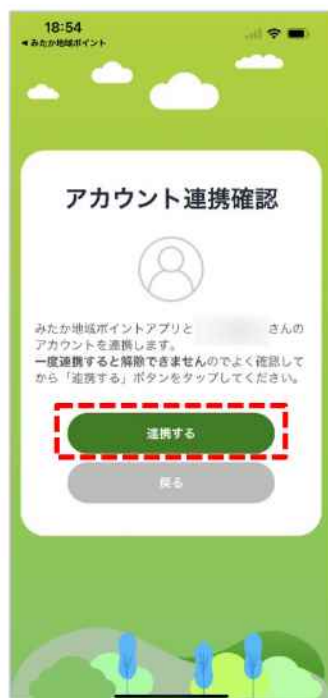 18:54
◀ みたか地域ポイント
アカウント連携確認
みたか地域ポイントアプリと さんの
アカウントを連携します。
一度連携すると解除できませんのでよく確認して
から「連携する」ボタンをタップしてください。
連携する
戻る